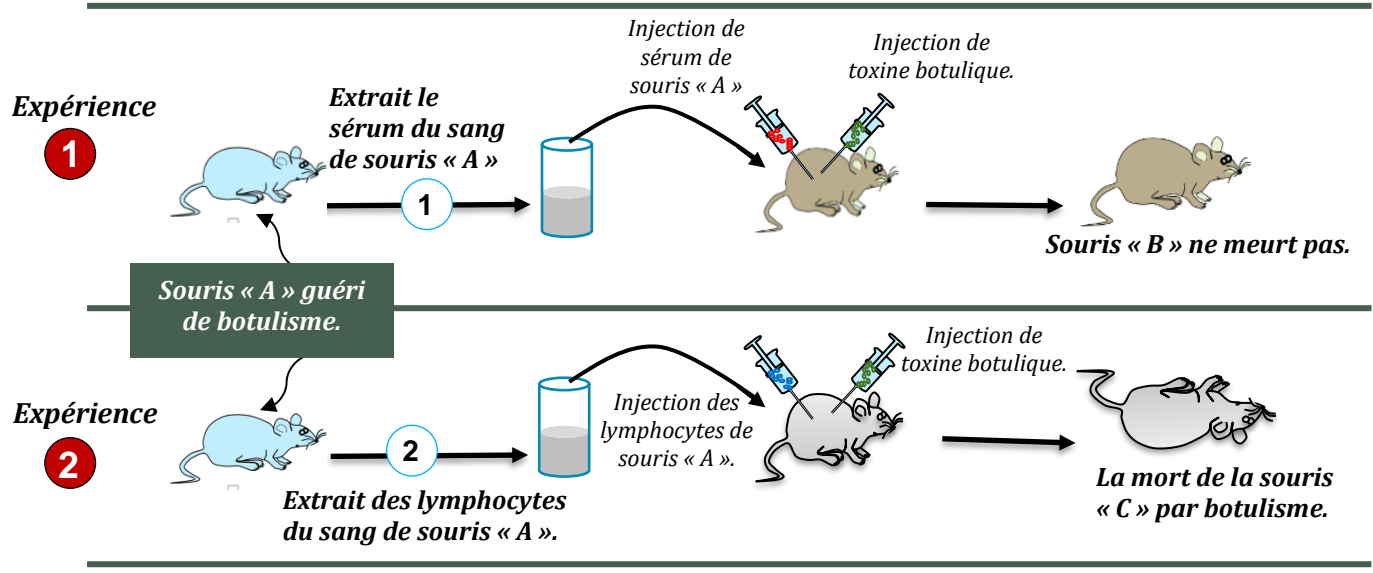 Expérience
1
Extrait le
sérum du sang
de souris « A »
1
Injection de
sérum de
souris « A »
Injection de
toxine botulique.
Souris « B » ne meurt pas.
Souris « A » guéri
de botulisme.
Expérience
2
2
Extrait des lymphocytes
du sang de souris « A ».
Injection des
lymphocytes de
souris « A ».
Injection de
toxine botulique.
La mort de la souris
« C » par botulisme.